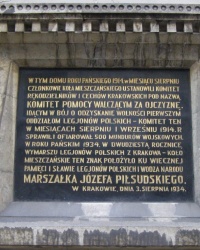 W TYM DOMU ROKU PAŃSKIEGO 1914 W MIESIĄCU SIERPNIU
CZŁONKOWIE KOŁA MIESZCZAŃSKIEGO USTANOWILI KOMITET
RĘKODZIELNIKÓW I CECHÓW KRAKOWSKICH POD NAZWĄ
KOMITET POMOCY WALCZĄCYM ZA OJCZYZNĘ,
IDĄCYM W BÓJ O ODZYSKANIE WOLNOŚCI PIERWSZYM
ODDZIAŁOM LEGJONÓW POLSKICH – KOMITET TEN
W MIESIĄCACH SIERPNIU I WRZEŚNIU 1914 R.
SPRAWIŁ I OFIAROWAŁ 500 MUNDURÓW WOJSKOWYCH.
W ROKU PAŃSKIM 1934, W DWUDZIESTĄ ROCZNICĘ
WYMARSZU LEGJONÓW POLSKICH Z KRAKOWA – KOŁO
MIESZCZAŃSKIE TEN ZNAK POŁOŻYŁO KU WIECZNEJ
PAMIĘCI I SŁAWIE LEGJONÓW POLSKICH I WODZA NARODU
MARSZAŁKA JÓZEFA PIŁSUDSKIEGO.
W KRAKOWIE, DNIA 3. SIERPNIA 1934.